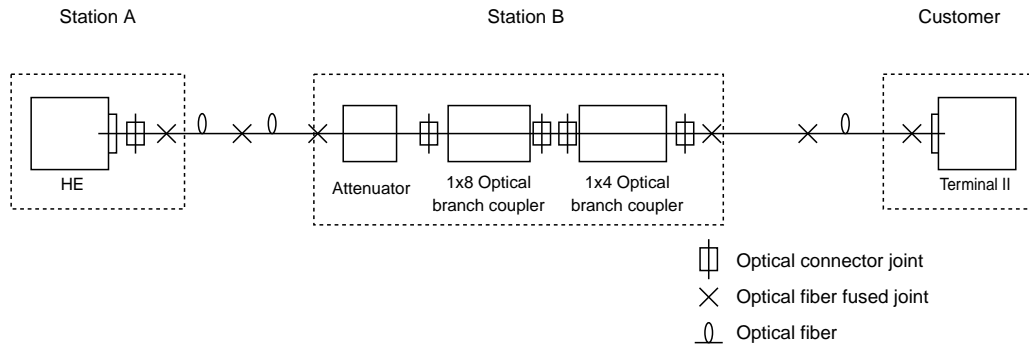 Station A
Station B
Customer
HE
Attenuator
1x8 Optical
branch coupler
1x4 Optical
branch coupler
Terminal II
Optical connector joint
Optical fiber fused joint
Optical fiber